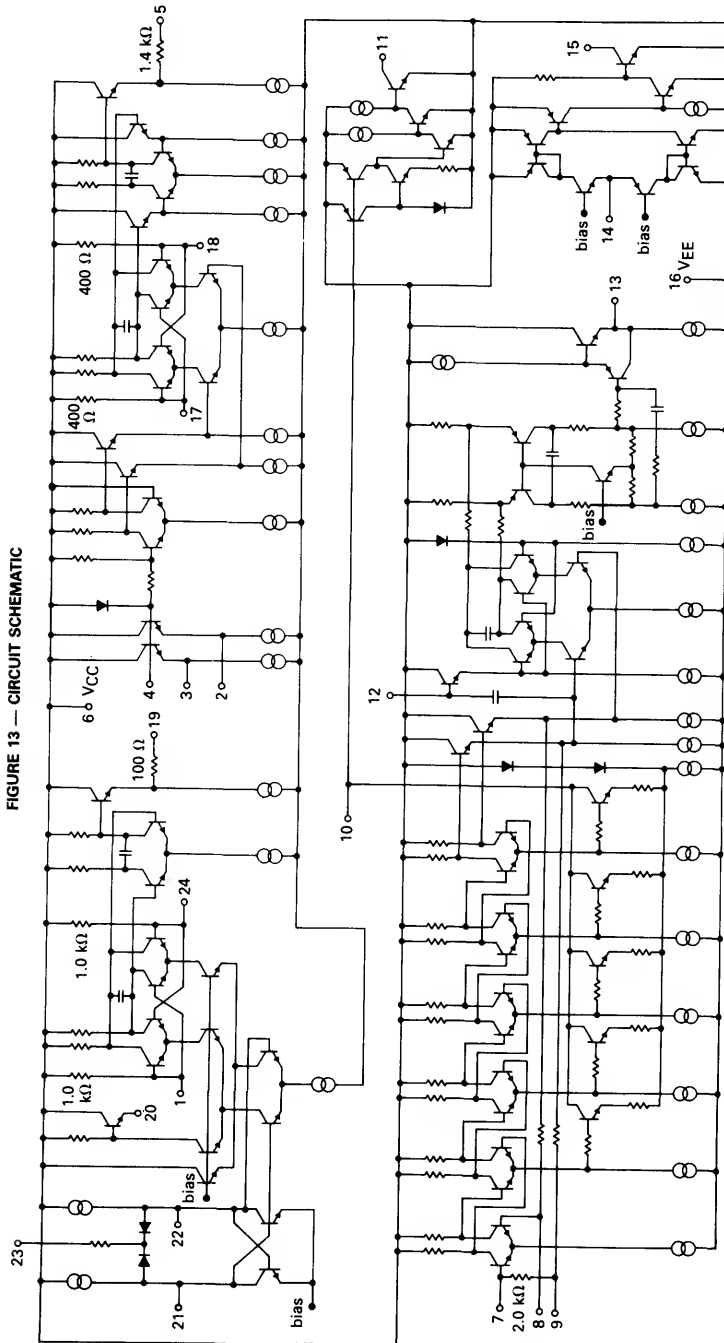 FIGURE 13 — CIRCUIT SCHEMATIC
23
21
22
bias
bias
20
1.0
kΩ
1
1.0 kΩ
24
100 Ω
19
6 VCC
4
3
2
400
Ω
17
400 Ω
18
1.4 kΩ
5
7
2.0 kΩ
8
9
10
12
bias
13
11
bias
14
bias
15
16 VEE